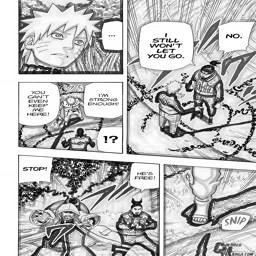 ...
NO.
I
STILL
WON'T
LET
YOU GO.
YOU
CAN'T
EVEN
KEEP
ME
HERE!
I'M
STRONG
ENOUGH!
!?
STOP!
HE'S
FREE!
SNIP